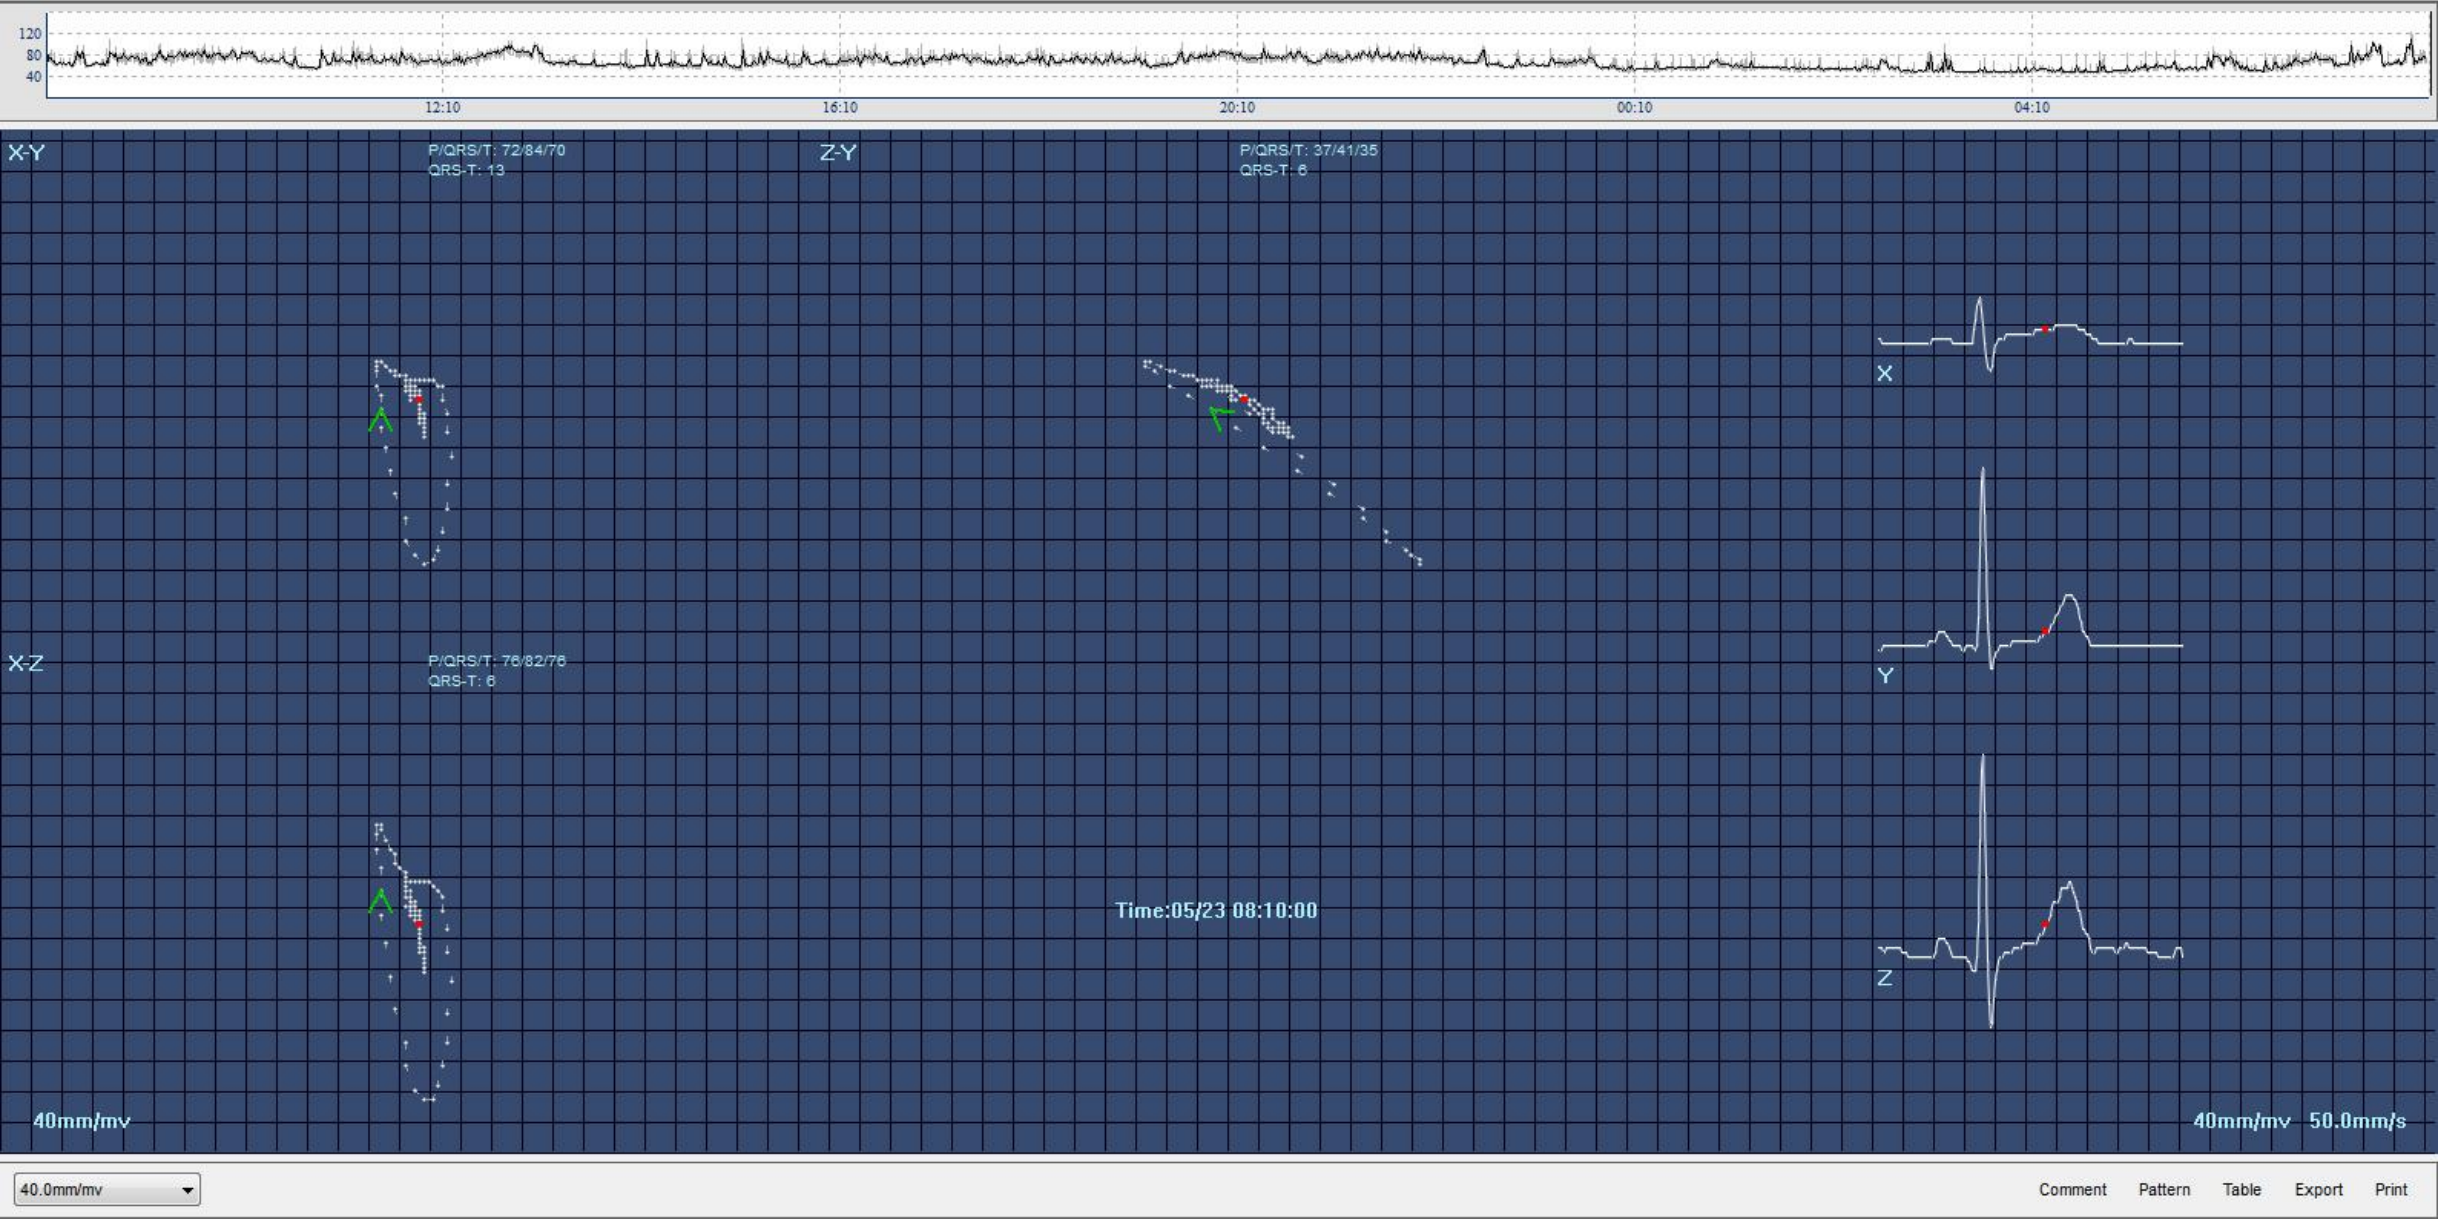 120
80
40
12:10 16:10 20:10 00:10 04:10
X-Y P/QRS/T: 72/84/70 Z-Y P/QRS/T: 37/41/35
QRS-T: 13 QRS-T: 6
X
X-Z P/QRS/T: 76/82/76
QRS-T: 6
Y
Time:05/23 08:10:00
Z
40mm/mv 40mm/mv 50.0mm/s
40.0mm/mv Comment Pattern Table Export Print